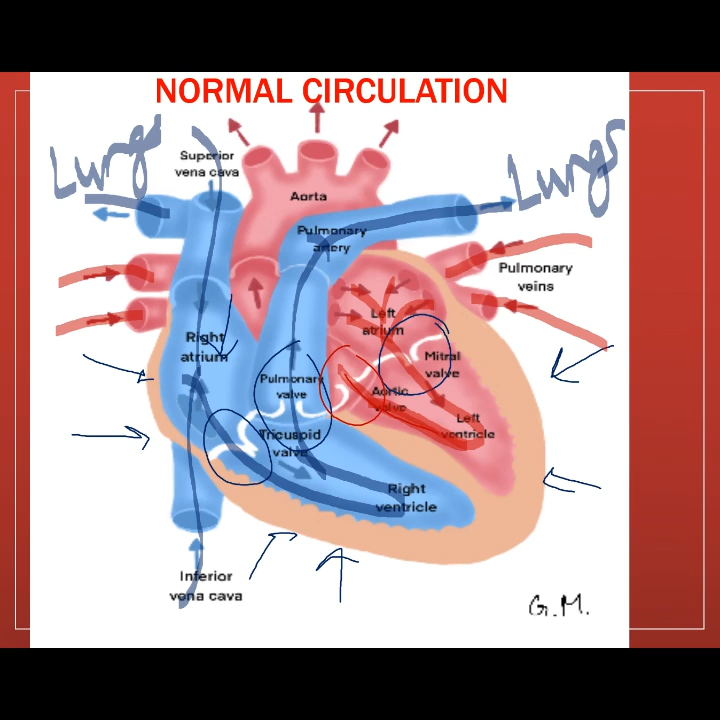 NORMAL CIRCULATION
Lungs
Superior
vena cava
Lungs
Aorta
Pulmonary
artery
Pulmonary
veins
Left
atrium
Right
atrium
Mitral
valve
Pulmonary
valve
Aortic
valve
Left
ventricle
Tricuspid
valve
Right
ventricle
Inferior
vena cava
G.M.